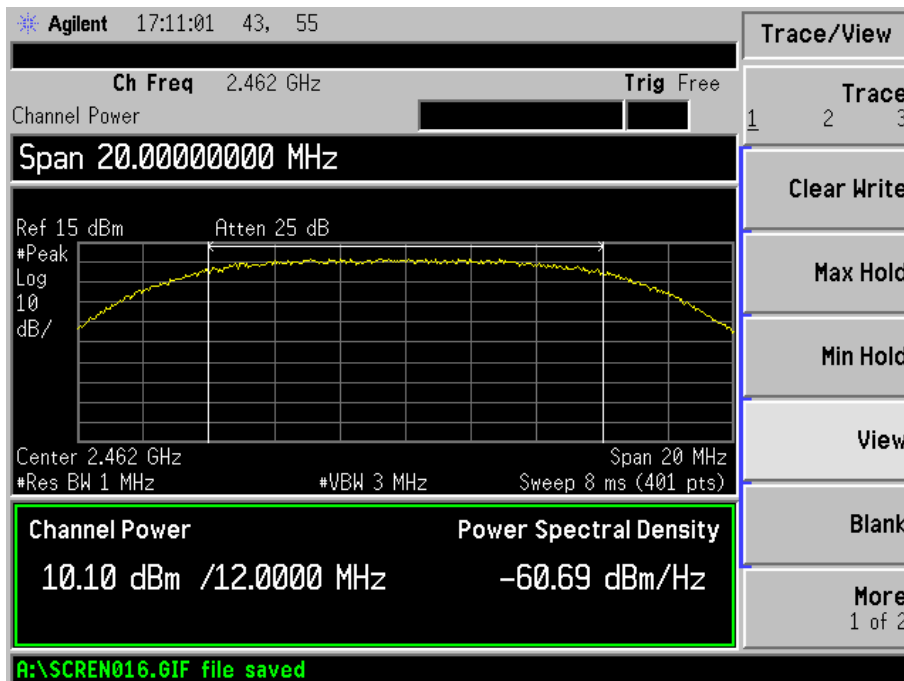 Agilent 17:11:01 43, 55
Ch Freq 2.462 GHz Trig Free
Channel Power
Span 20.00000000 MHz
Ref 15 dBm Atten 25 dB
#Peak
Log
10
dB/
Center 2.462 GHz Span 20 MHz
#Res BW 1 MHz #VBW 3 MHz Sweep 8 ms (401 pts)
Channel Power Power Spectral Density
10.10 dBm /12.0000 MHz -60.69 dBm/Hz
A:\SCREN016.GIF file saved
Trace/View
Trace
1 2 3
Clear Write
Max Hold
Min Hold
View
Blank
More
1 of 2